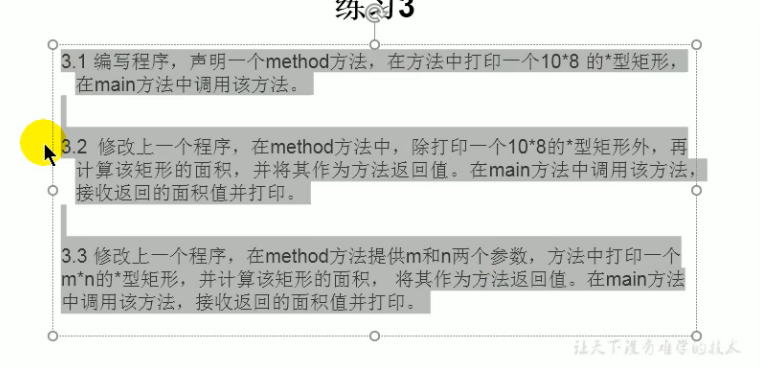 练习3
3.1 编写程序，声明一个method方法，在方法中打印一个10*8 的*型矩形，
在main方法中调用该方法。
3.2 修改上一个程序，在method方法中，除打印一个10*8的*型矩形外，再
计算该矩形的面积，并将其作为方法返回值。在main方法中调用该方法，
接收返回的面积值并打印。
3.3 修改上一个程序，在method方法提供m和n两个参数，方法中打印一个
m*n的*型矩形，并计算该矩形的面积， 将其作为方法返回值。在main方法
中调用该方法，接收返回的面积值并打印。
让天下没有难学的技术